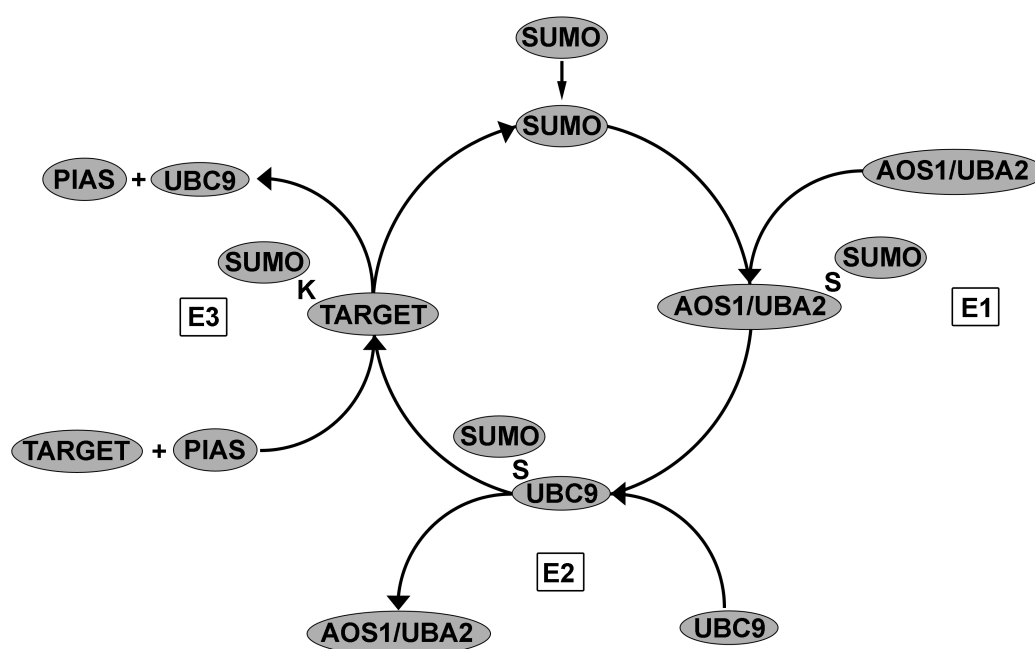 SUMO
SUMO
AOS1/UBA2
PIAS + UBC9
SUMO
SUMO
S
K
AOS1/UBA2
TARGET
E1
E3
SUMO
TARGET + PIAS
S
UBC9
E2
UBC9
AOS1/UBA2